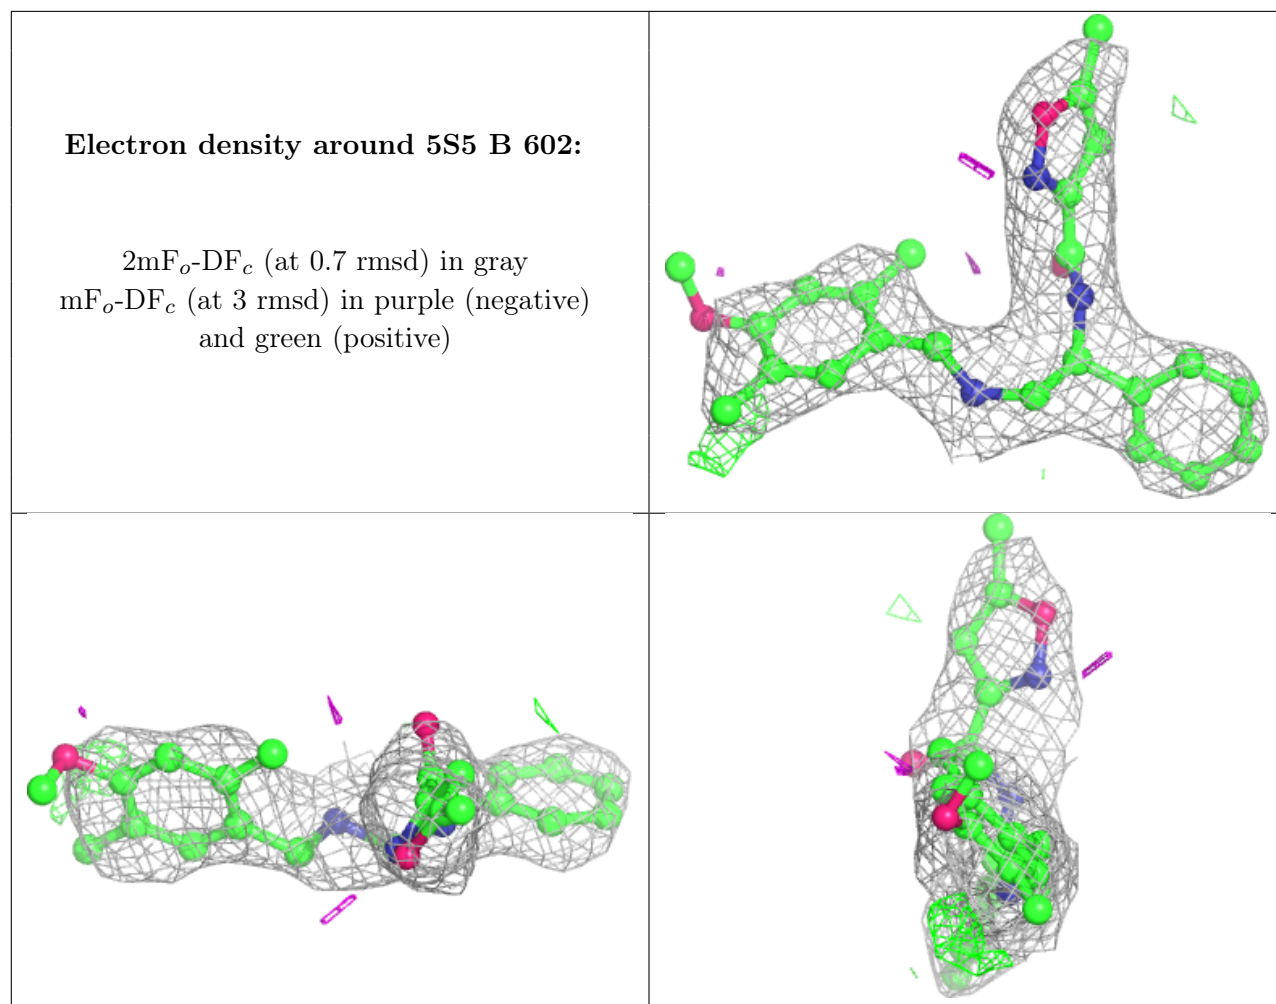 Electron density around 5S5 B 602:
2mFₒ-DF𝑐 (at 0.7 rmsd) in gray
mFₒ-DF𝑐 (at 3 rmsd) in purple (negative)
and green (positive)